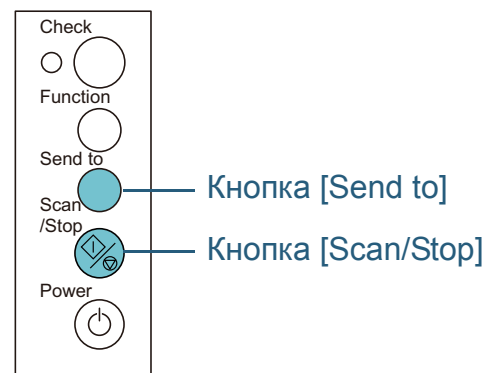 Check
Function
Send to
Кнопка [Send to]
Scan
/Stop
Кнопка [Scan/Stop]
Power